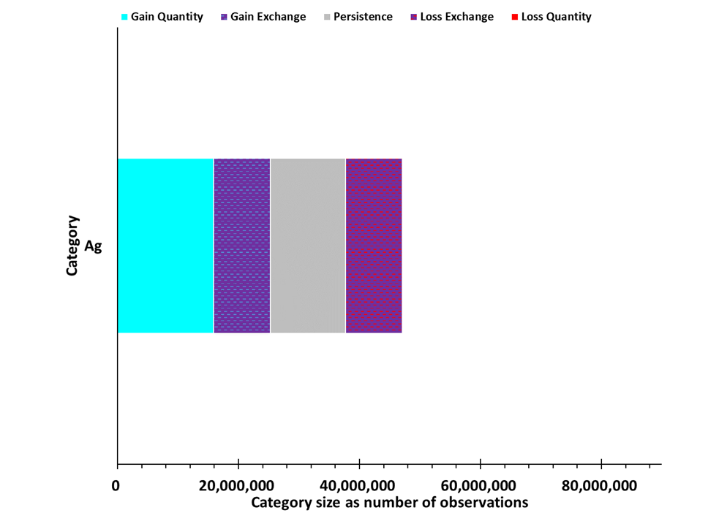 Gain Quantity Gain Exchange Persistence Loss Exchange Loss Quantity
Category
Ag
0 20,000,000 40,000,000 60,000,000 80,000,000
Category size as number of observations